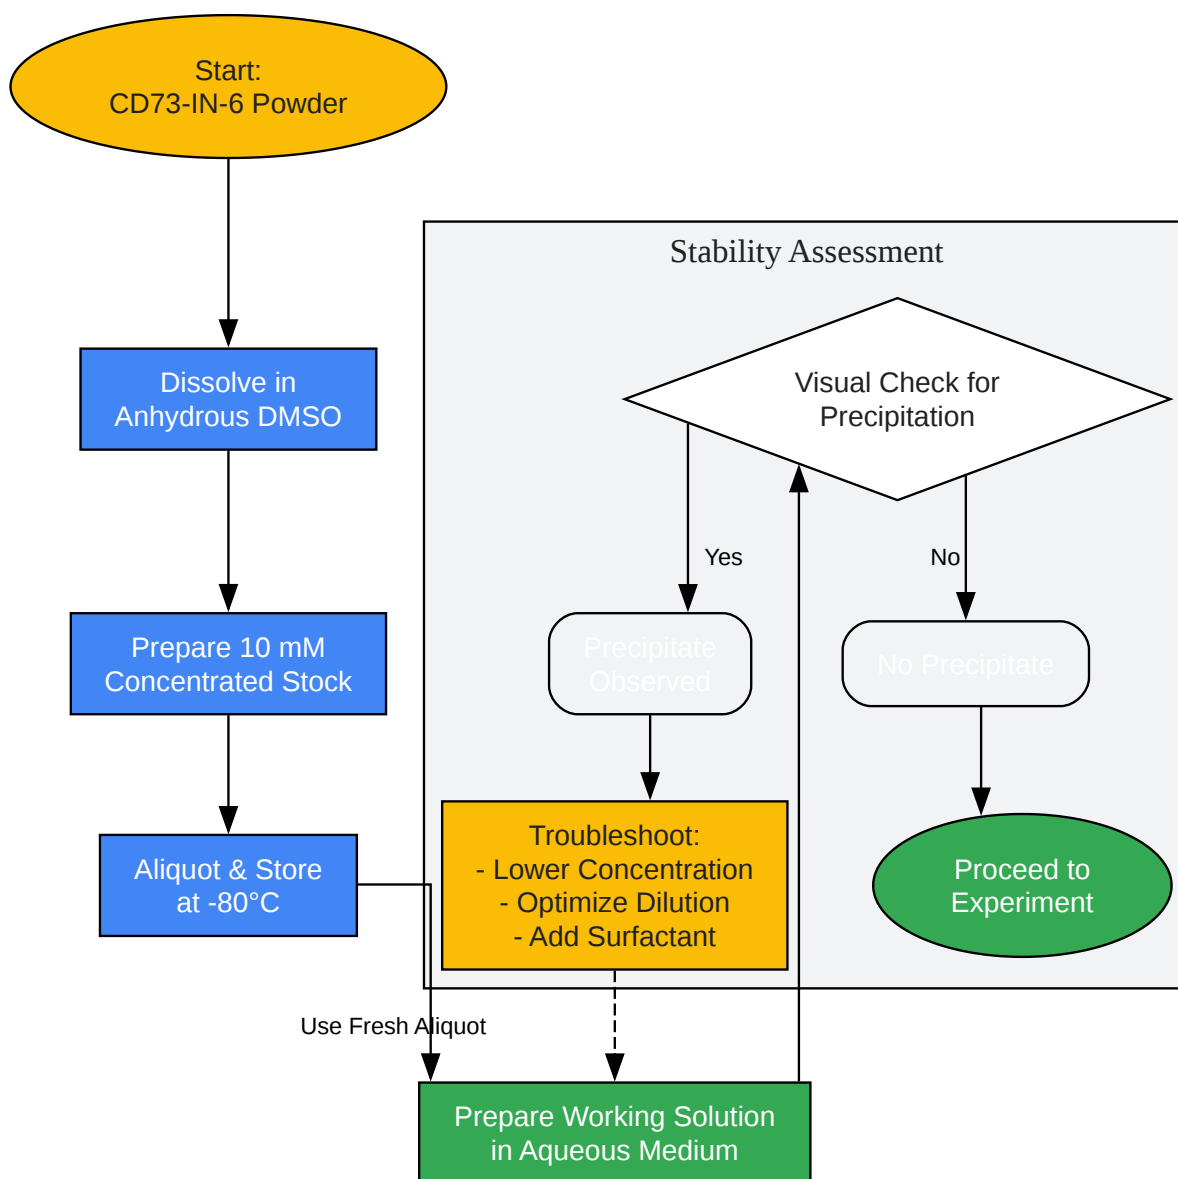 Start:
CD73-IN-6 Powder
Stability Assessment
Dissolve in
Anhydrous DMSO
Visual Check for
Precipitation
Yes
No
Prepare 10 mM
Concentrated Stock
Precipitate
Observed
No Precipitate
Aliquot & Store
at -80°C
Troubleshoot:
- Lower Concentration
- Optimize Dilution
- Add Surfactant
Proceed to
Experiment
Use Fresh Aliquot
Prepare Working Solution
in Aqueous Medium